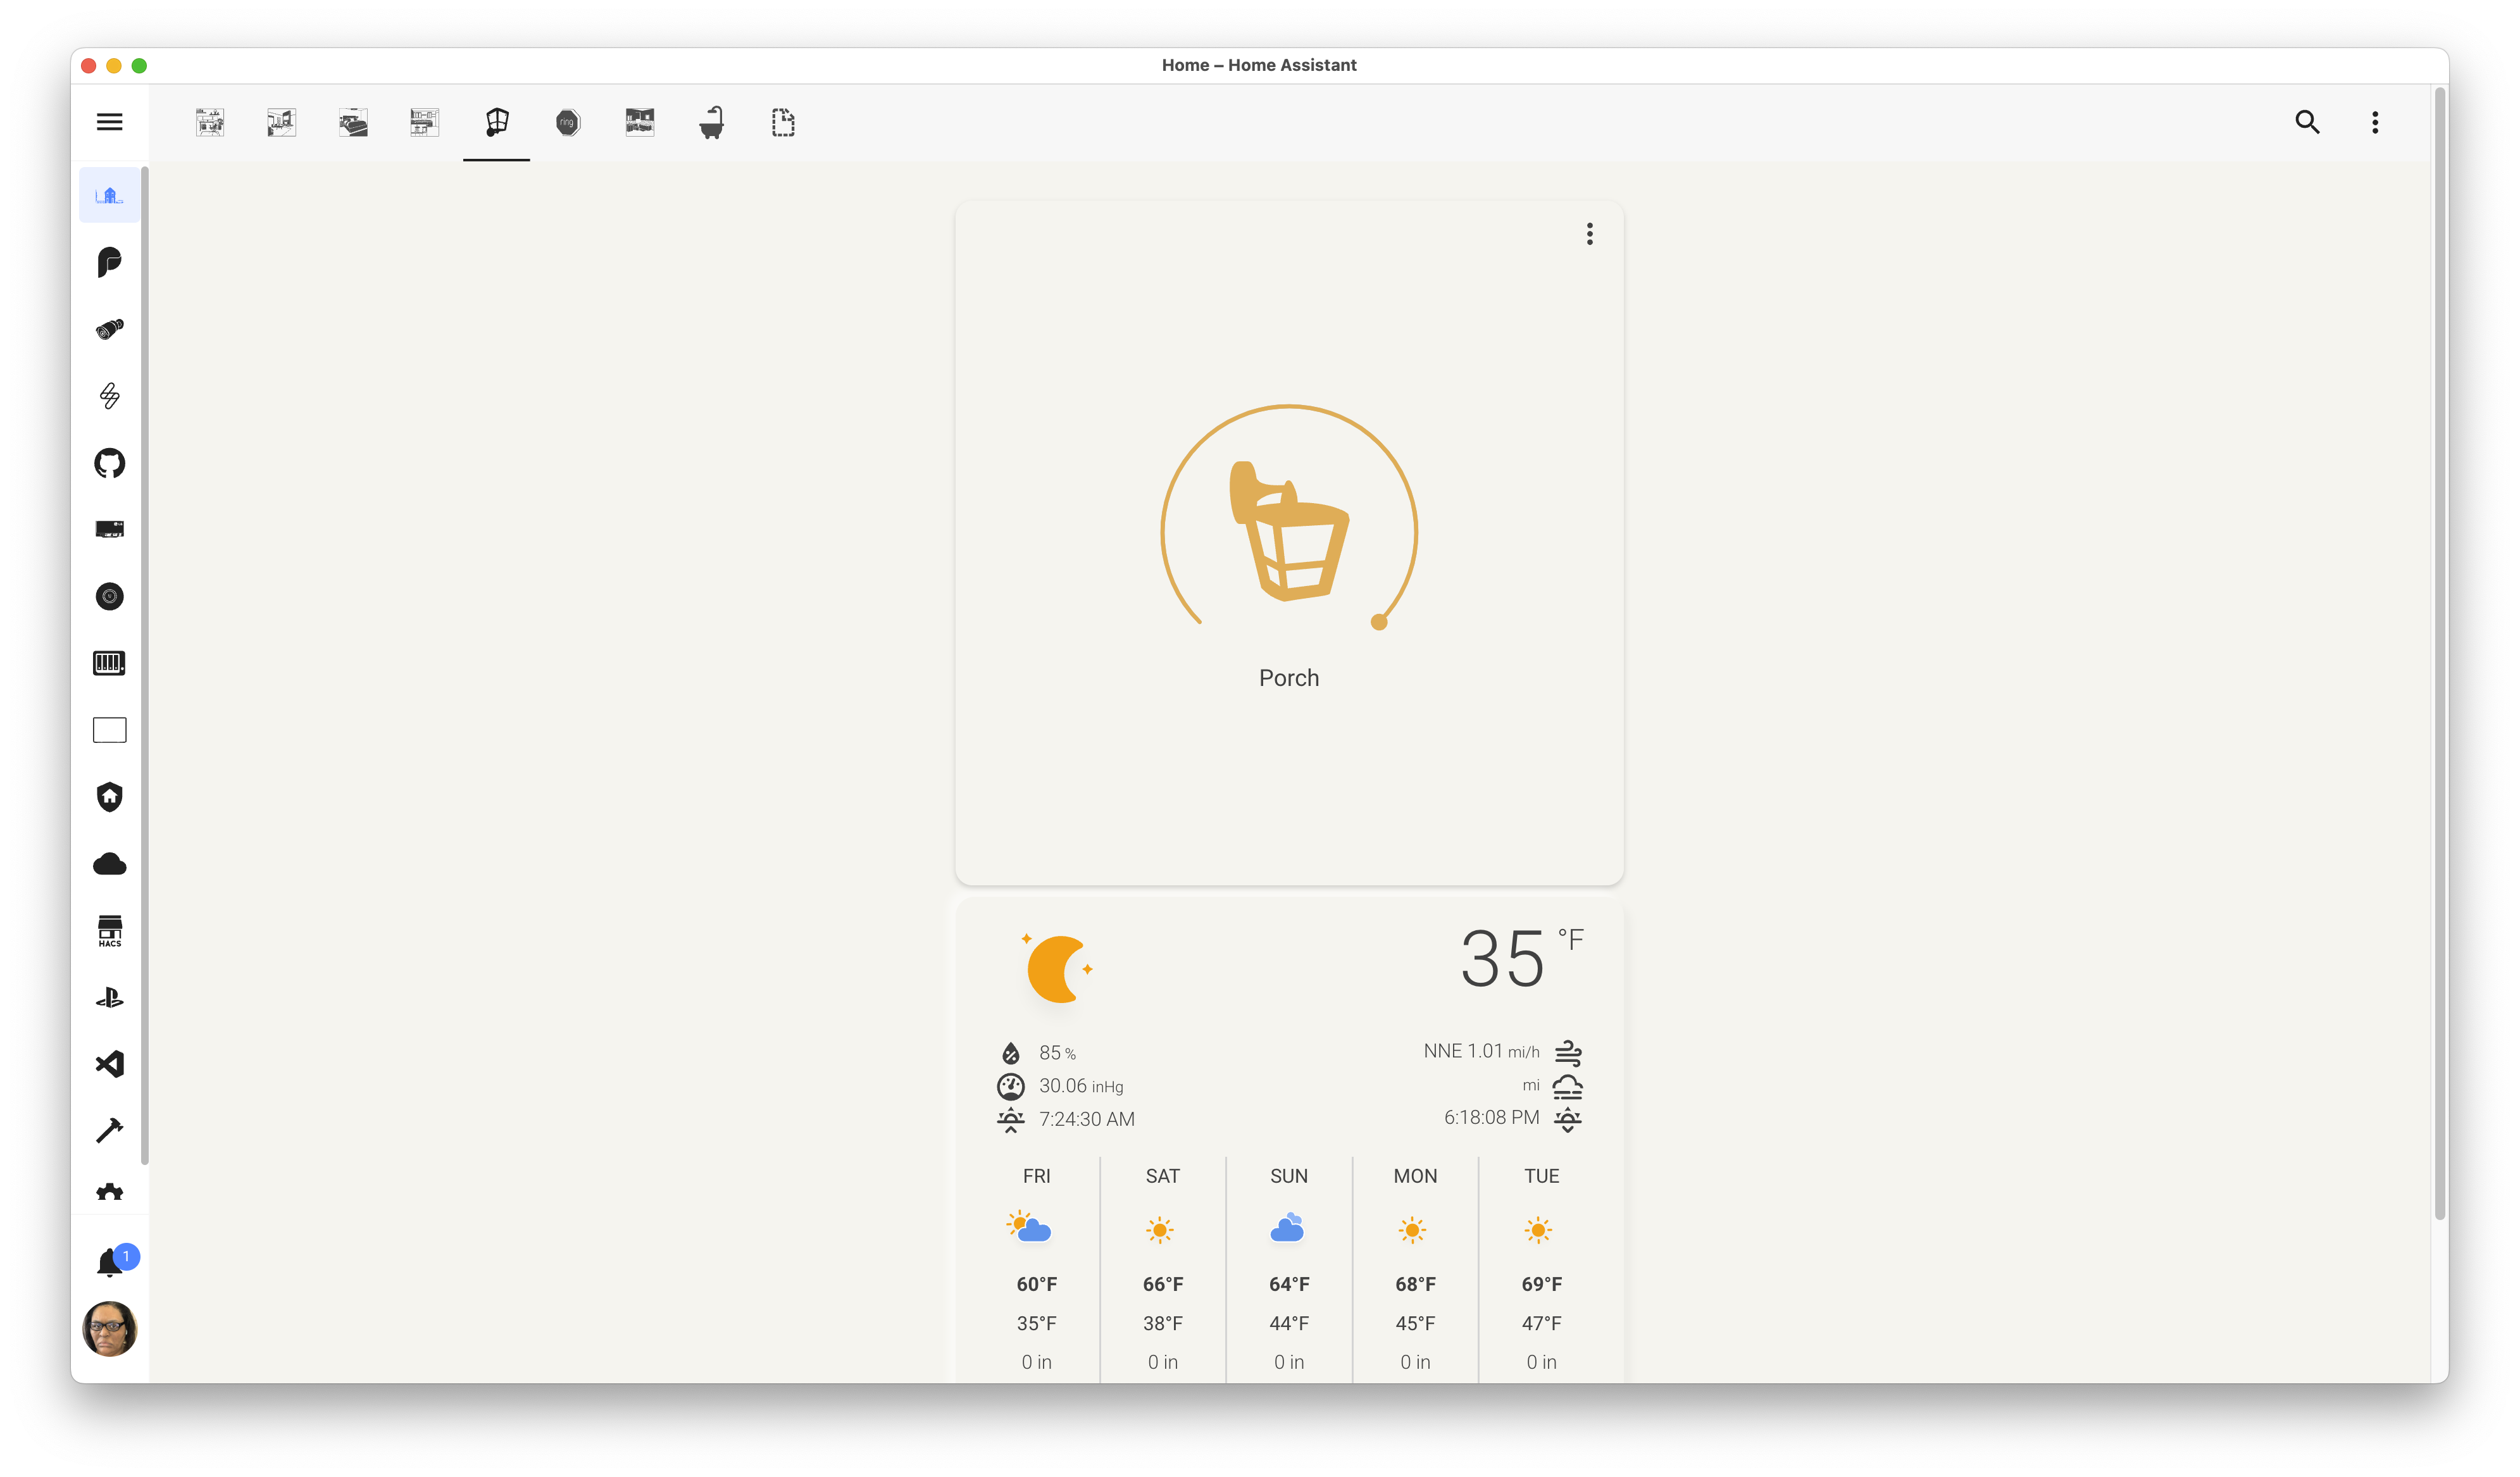 Home – Home Assistant
ring
Porch
35 °F
85 %
NNE 1.01 mi/h
30.06 inHg
mi
7:24:30 AM
6:18:08 PM
FRI SAT SUN MON TUE
60°F 66°F 64°F 68°F 69°F
35°F 38°F 44°F 45°F 47°F
0 in 0 in 0 in 0 in 0 in
HACS
1